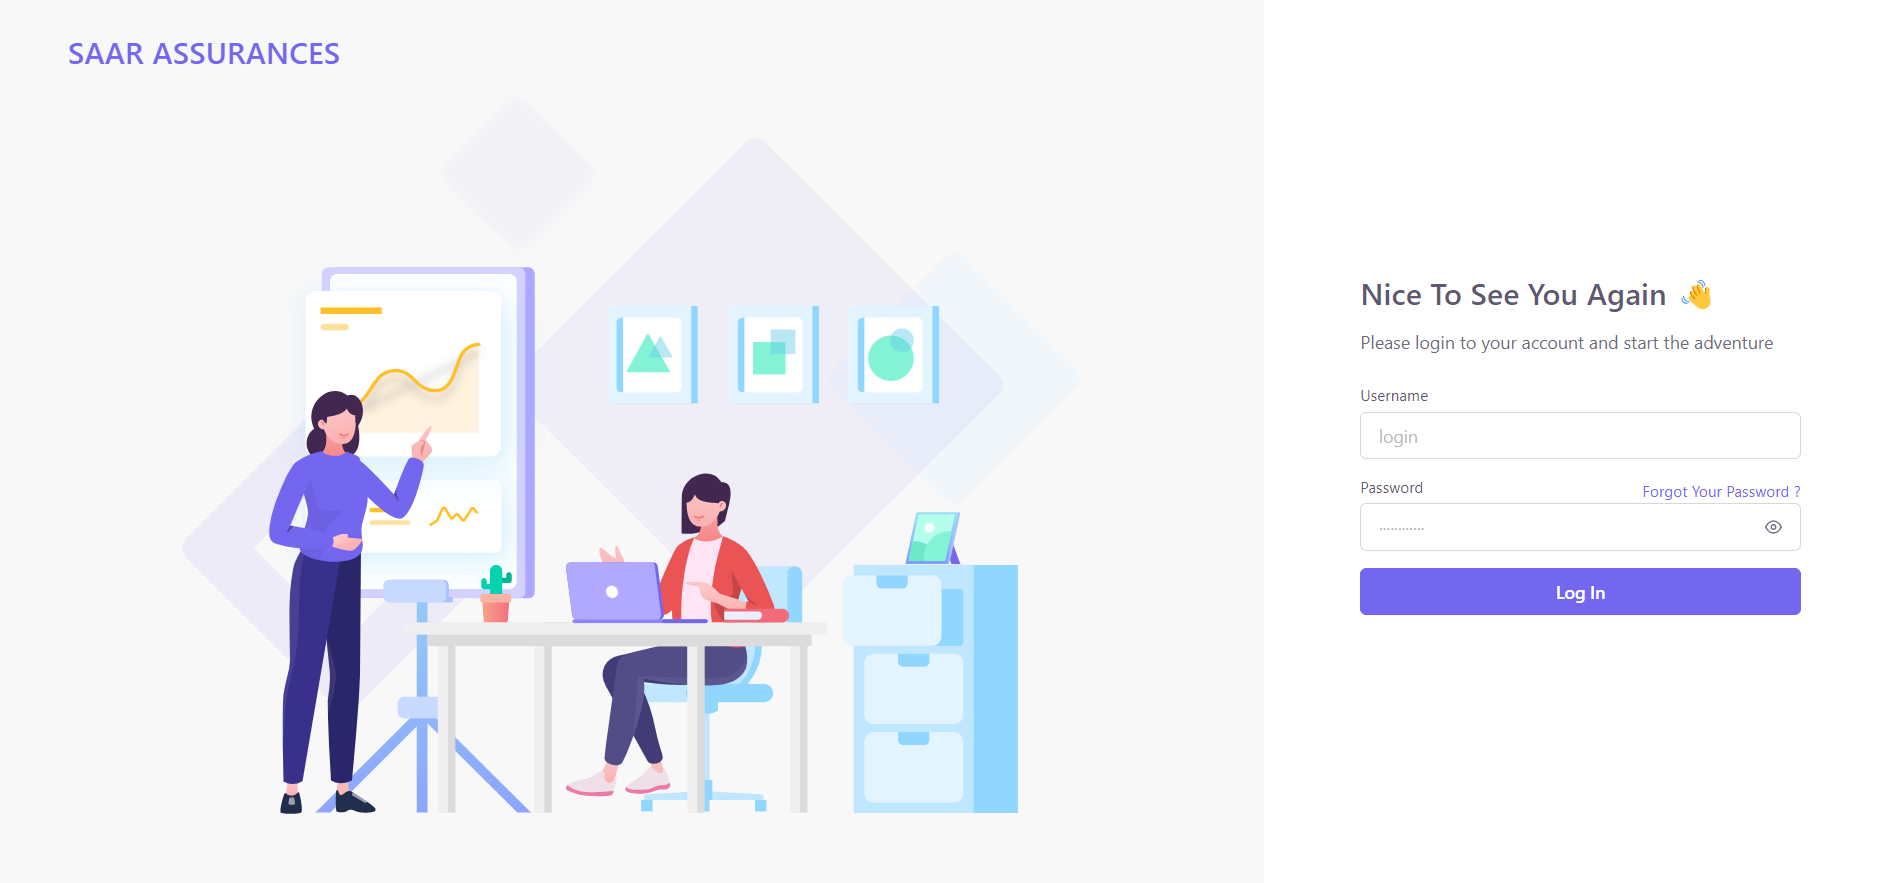 SAAR ASSURANCES
Nice To See You Again 👋
Please login to your account and start the adventure
Username
login
Password
Forgot Your Password ?
············
Log In